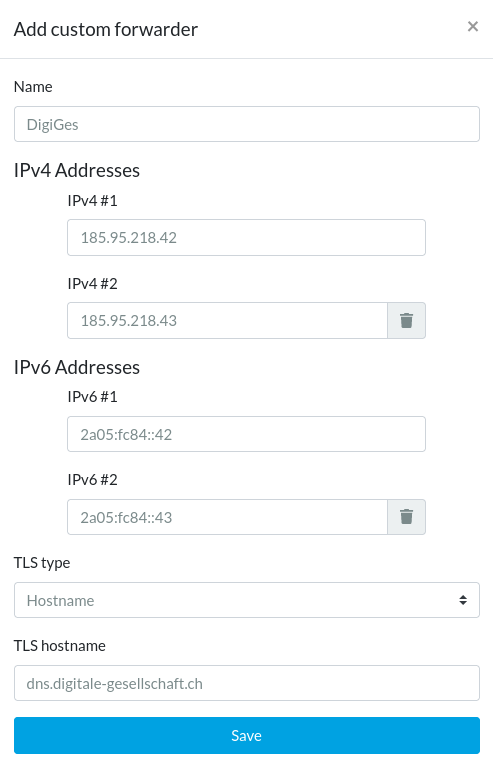 Add custom forwarder ×
Name
DigiGes
IPv4 Addresses
IPv4 #1
185.95.218.42
IPv4 #2
185.95.218.43
IPv6 Addresses
IPv6 #1
2a05:fc84::42
IPv6 #2
2a05:fc84::43
TLS type
Hostname
TLS hostname
dns.digitale-gesellschaft.ch
Save